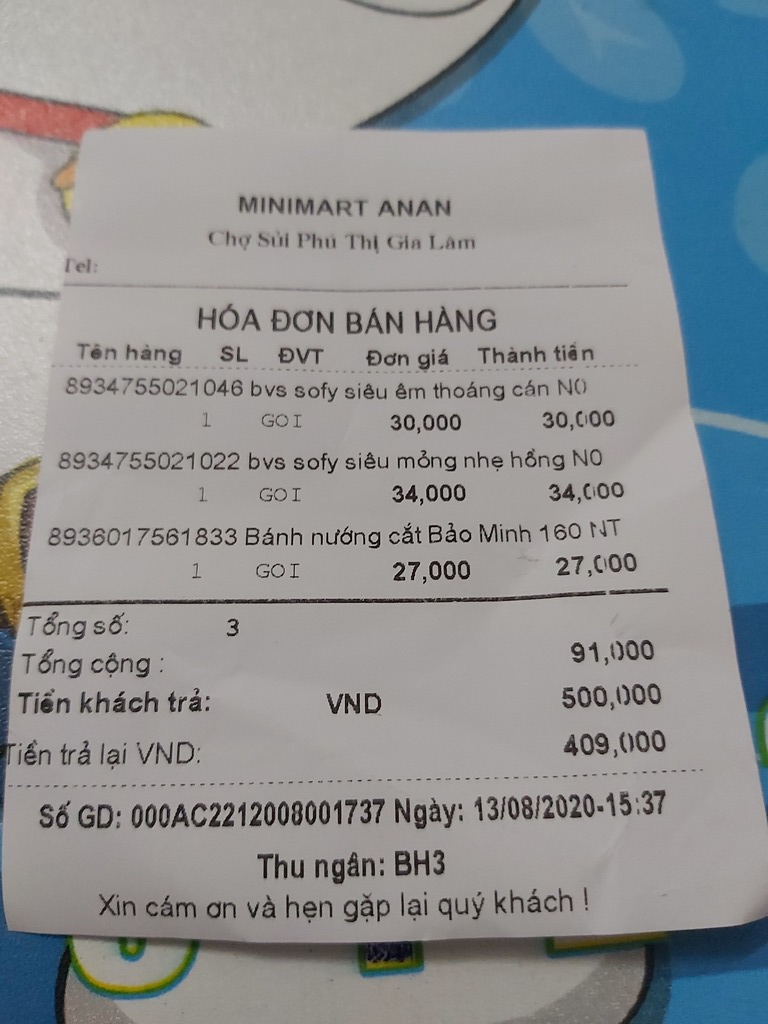 MINIMART ANAN
Chợ Sủi Phú Thị Gia Lâm
Tel:
HÓA ĐƠN BÁN HÀNG
Tên hàng SL ĐVT Đơn giá Thành tiền
8934755021046 bvs sofy siêu êm thoáng cán N0
1 GOI 30,000 30,000
8934755021022 bvs sofy siêu mỏng nhẹ hồng N0
1 GOI 34,000 34,000
8936017561833 Bánh nướng cắt Bảo Minh 160 NT
1 GOI 27,000 27,000
Tổng số: 3
Tổng cộng : 91,000
Tiền khách trả: VND 500,000
Tiền trả lại VND: 409,000
Số GD: 000AC2212008001737 Ngày: 13/08/2020-15:37
Thu ngân: BH3
Xin cám ơn và hẹn gặp lại quý khách !